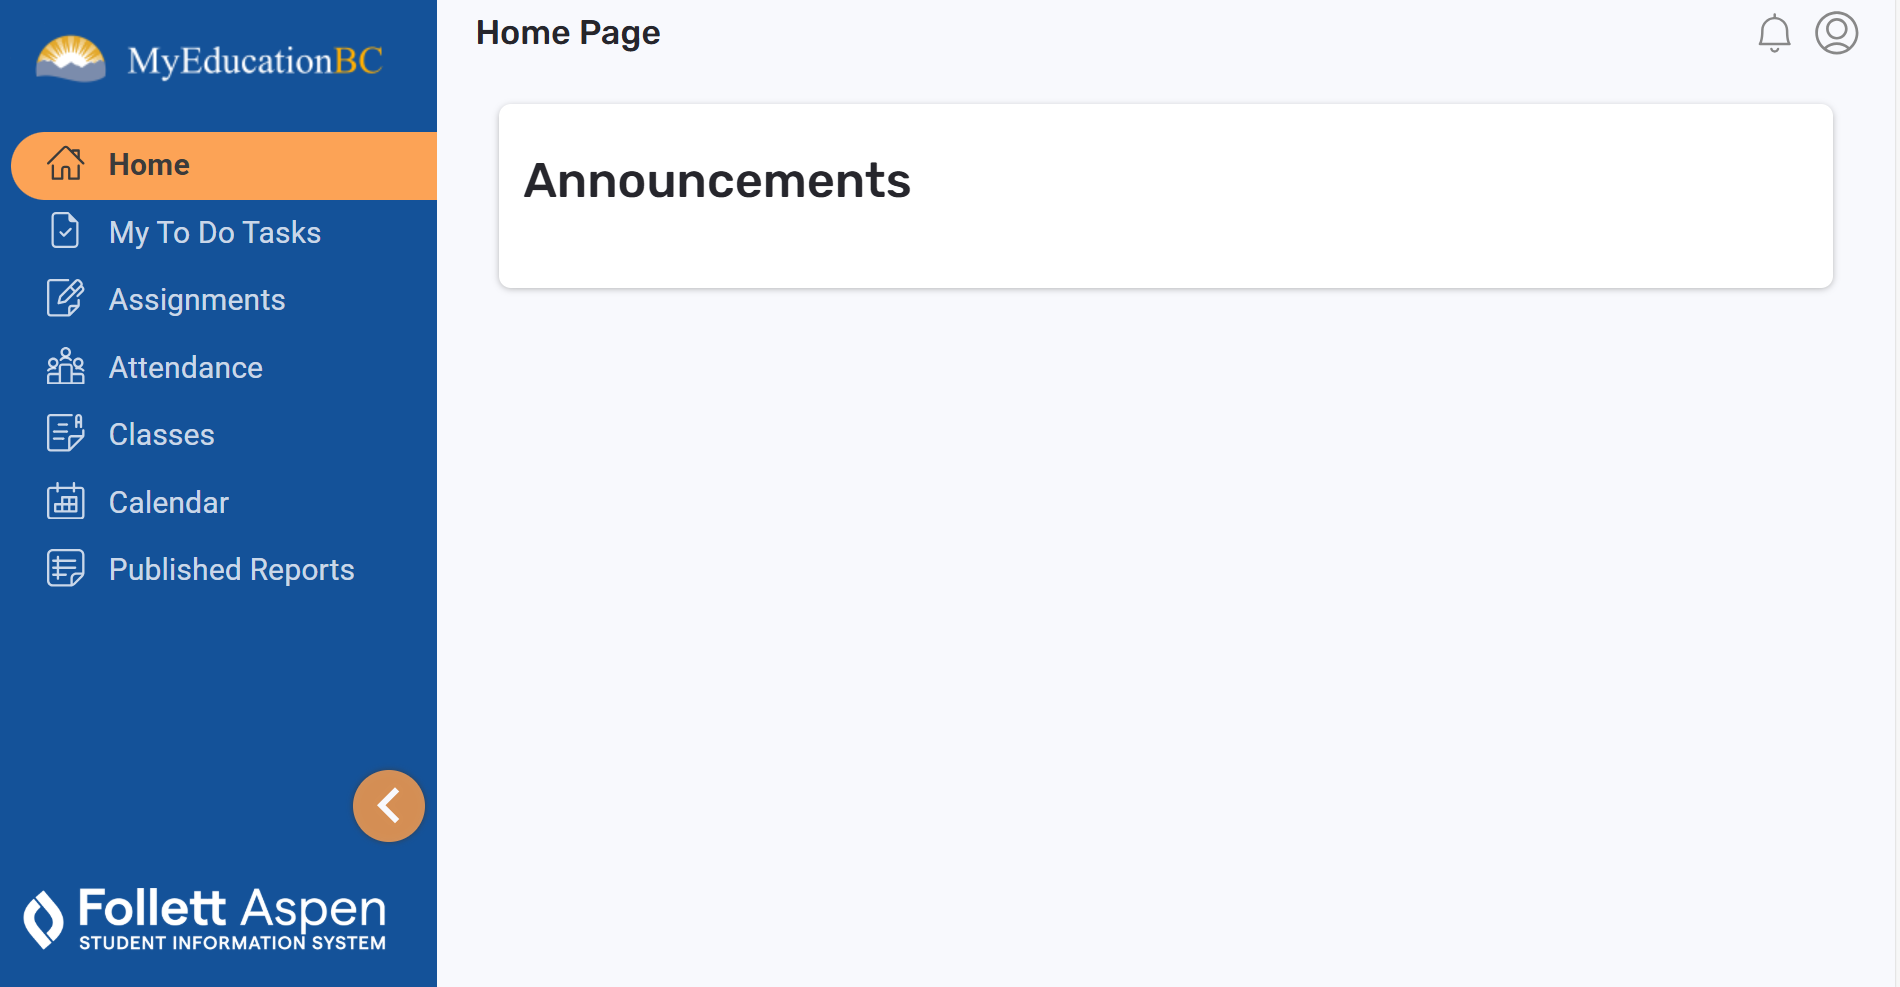 MyEducationBC
Home
My To Do Tasks
Assignments
Attendance
Classes
Calendar
Published Reports
Follett Aspen
STUDENT INFORMATION SYSTEM
Home Page
Announcements